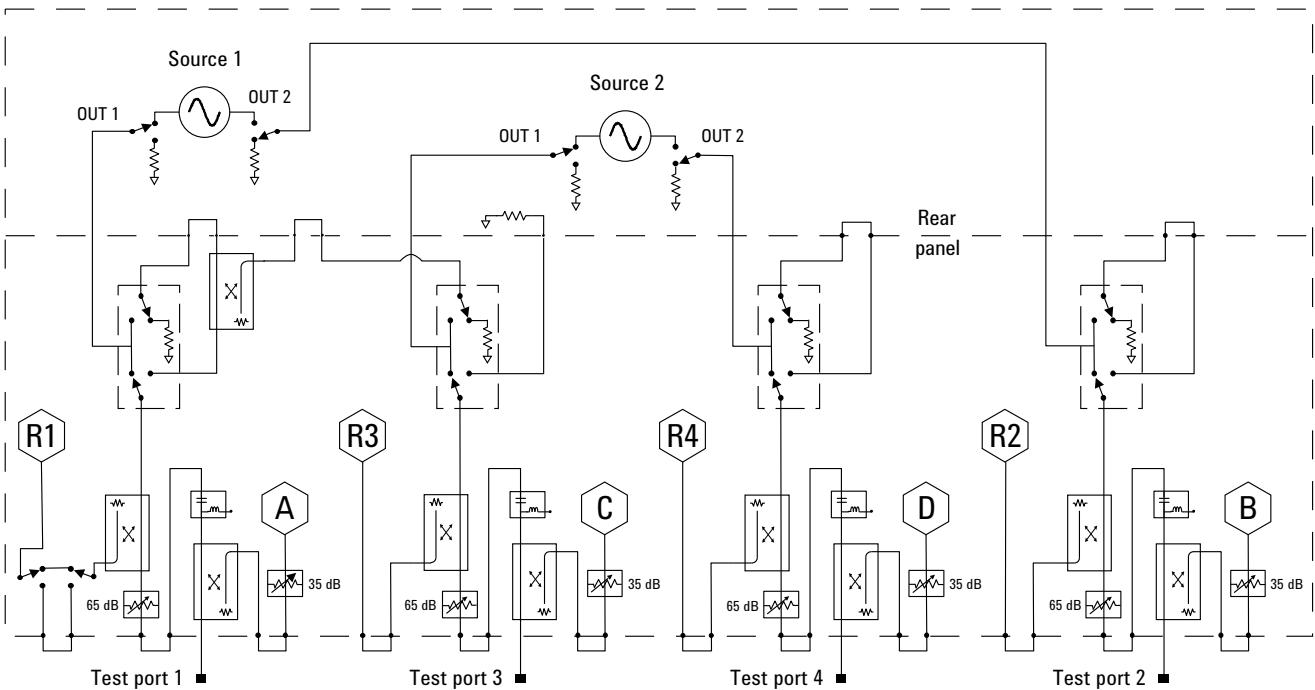 Source 1
OUT 1
OUT 2
Source 2
OUT 1
OUT 2
Rear
panel
R1
R3
R4
R2
A
C
D
B
65 dB
35 dB
65 dB
35 dB
65 dB
35 dB
65 dB
35 dB
Test port 1
Test port 3
Test port 4
Test port 2